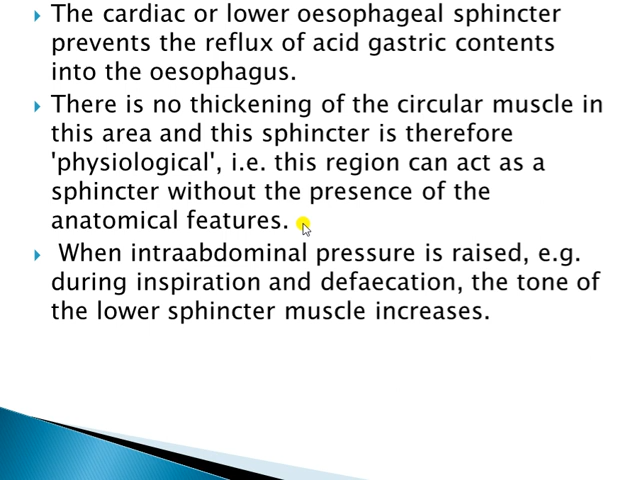 The cardiac or lower oesophageal sphincter
prevents the reflux of acid gastric contents
into the oesophagus.
There is no thickening of the circular muscle in
this area and this sphincter is therefore
'physiological', i.e. this region can act as a
sphincter without the presence of the
anatomical features.
When intraabdominal pressure is raised, e.g.
during inspiration and defaecation, the tone of
the lower sphincter muscle increases.